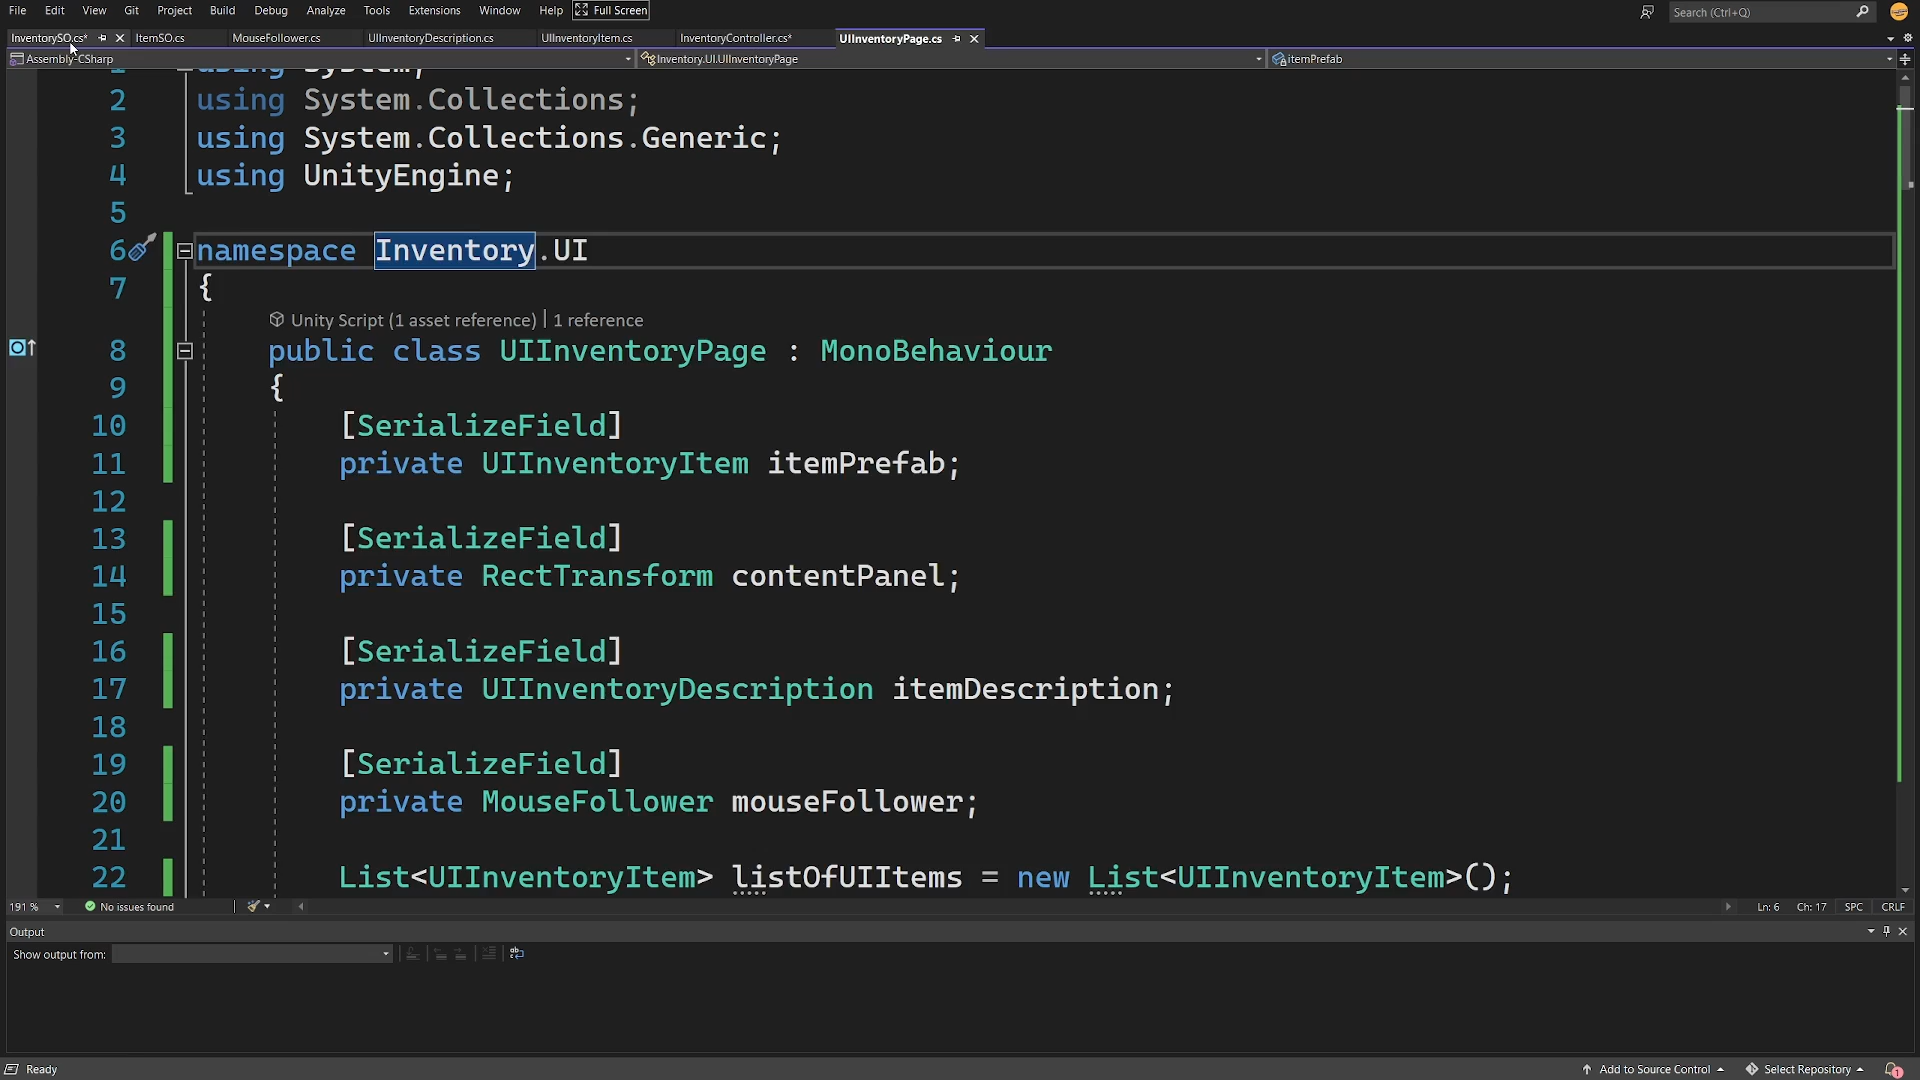 File Edit View Git Project Build Debug Analyze Tools Extensions Window Help Full Screen Search (Ctrl+Q)
InventorySO.cs* ItemSO.cs MouseFollower.cs UIInventoryDescription.cs UIInventoryItem.cs InventoryController.cs* UIInventoryPage.cs
Assembly-CSharp Inventory.UI.UIInventoryPage itemPrefab
1 using System;
2 using System.Collections;
3 using System.Collections.Generic;
4 using UnityEngine;
5
6 namespace Inventory.UI
7 {
Unity Script (1 asset reference) | 1 reference
8 public class UIInventoryPage : MonoBehaviour
9 {
10 [SerializeField]
11 private UIInventoryItem itemPrefab;
12
13 [SerializeField]
14 private RectTransform contentPanel;
15
16 [SerializeField]
17 private UIInventoryDescription itemDescription;
18
19 [SerializeField]
20 private MouseFollower mouseFollower;
21
22 List<UIInventoryItem> listOfUIItems = new List<UIInventoryItem>();
191 % No issues found Ln: 6 Ch: 17 SPC CRLF
Output
Show output from:
Ready Add to Source Control Select Repository 1